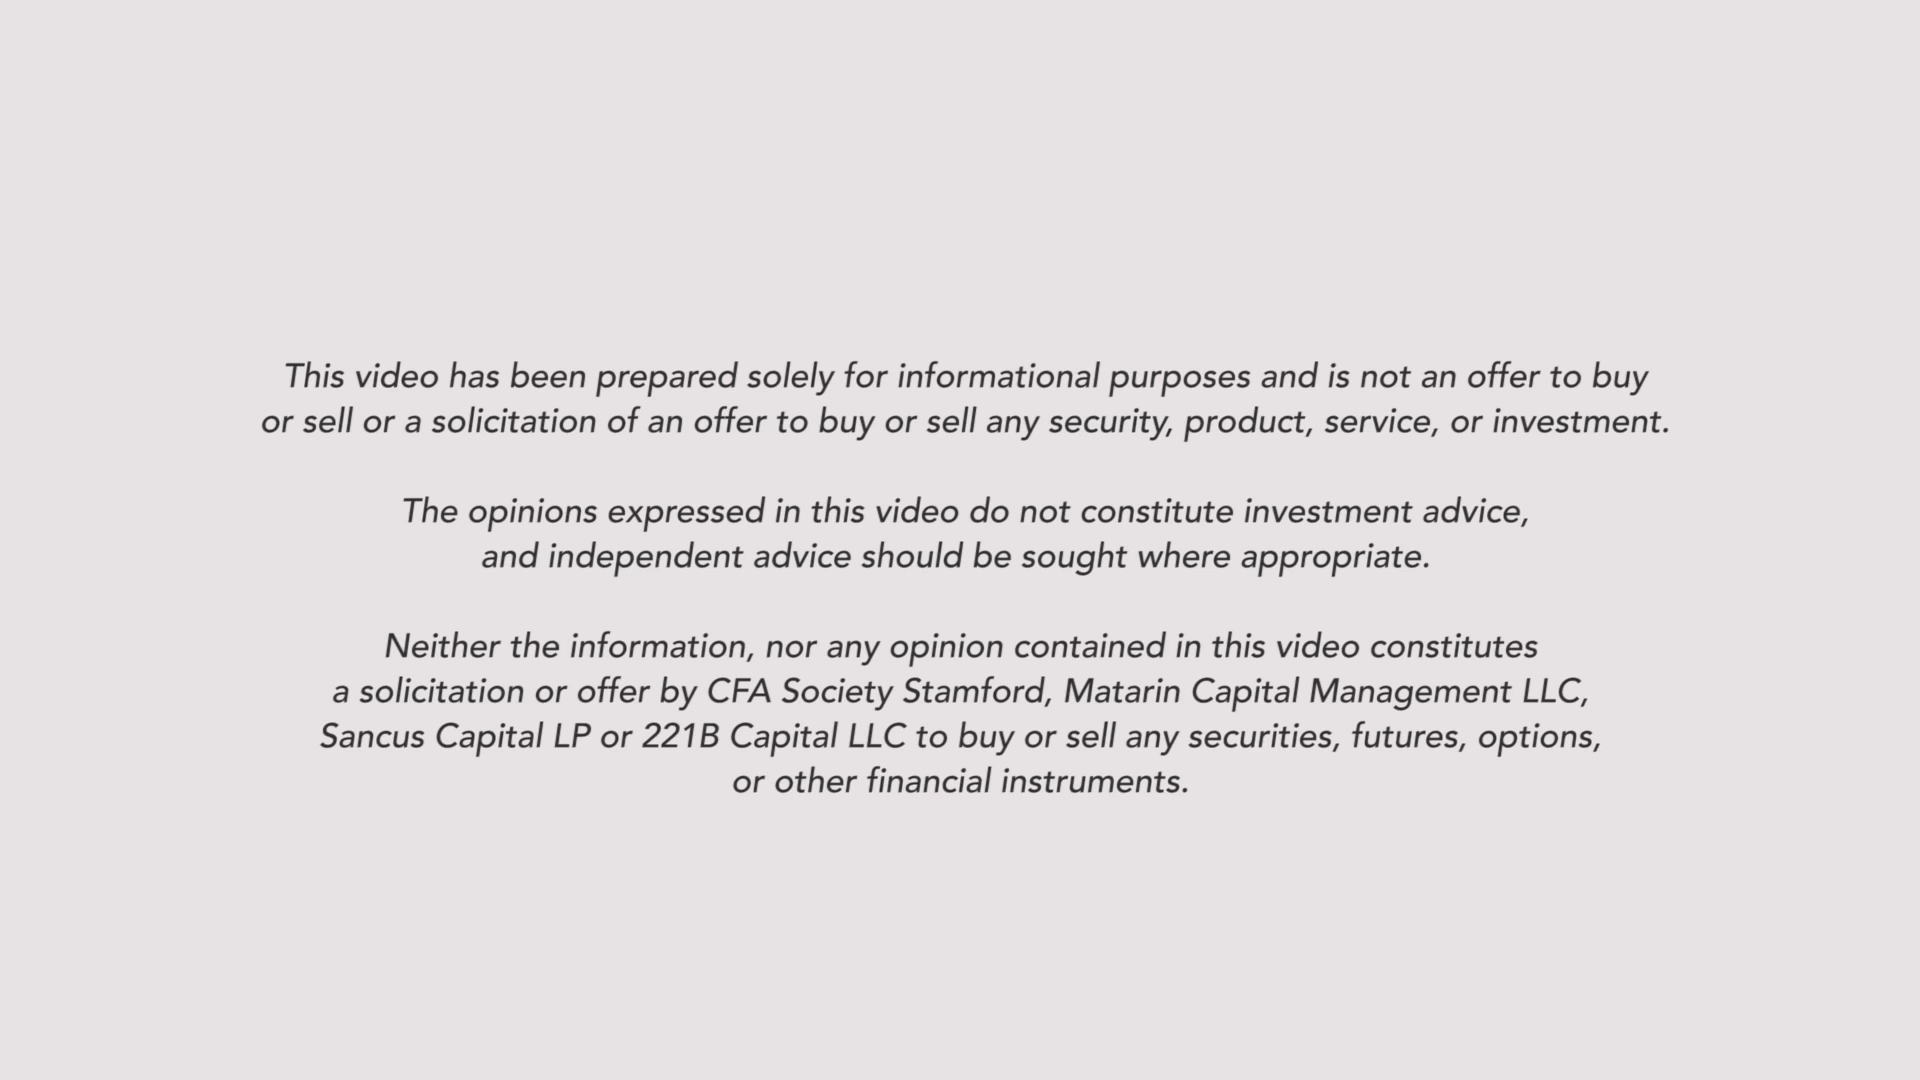 This video has been prepared solely for informational purposes and is not an offer to buy
or sell or a solicitation of an offer to buy or sell any security, product, service, or investment.
The opinions expressed in this video do not constitute investment advice,
and independent advice should be sought where appropriate.
Neither the information, nor any opinion contained in this video constitutes
a solicitation or offer by CFA Society Stamford, Matarin Capital Management LLC,
Sancus Capital LP or 221B Capital LLC to buy or sell any securities, futures, options,
or other financial instruments.